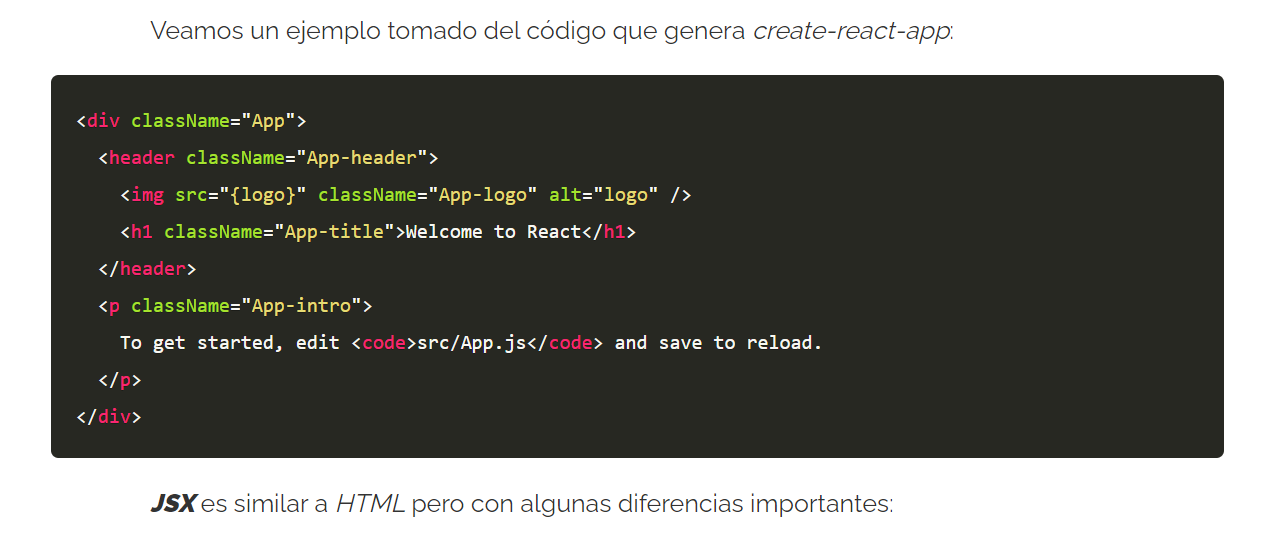 Veamos un ejemplo tomado del código que genera create-react-app:
<div className="App">
  <header className="App-header">
    <img src="{logo}" className="App-logo" alt="logo" />
    <h1 className="App-title">Welcome to React</h1>
  </header>
  <p className="App-intro">
    To get started, edit <code>src/App.js</code> and save to reload.
  </p>
</div>
JSX es similar a HTML pero con algunas diferencias importantes: